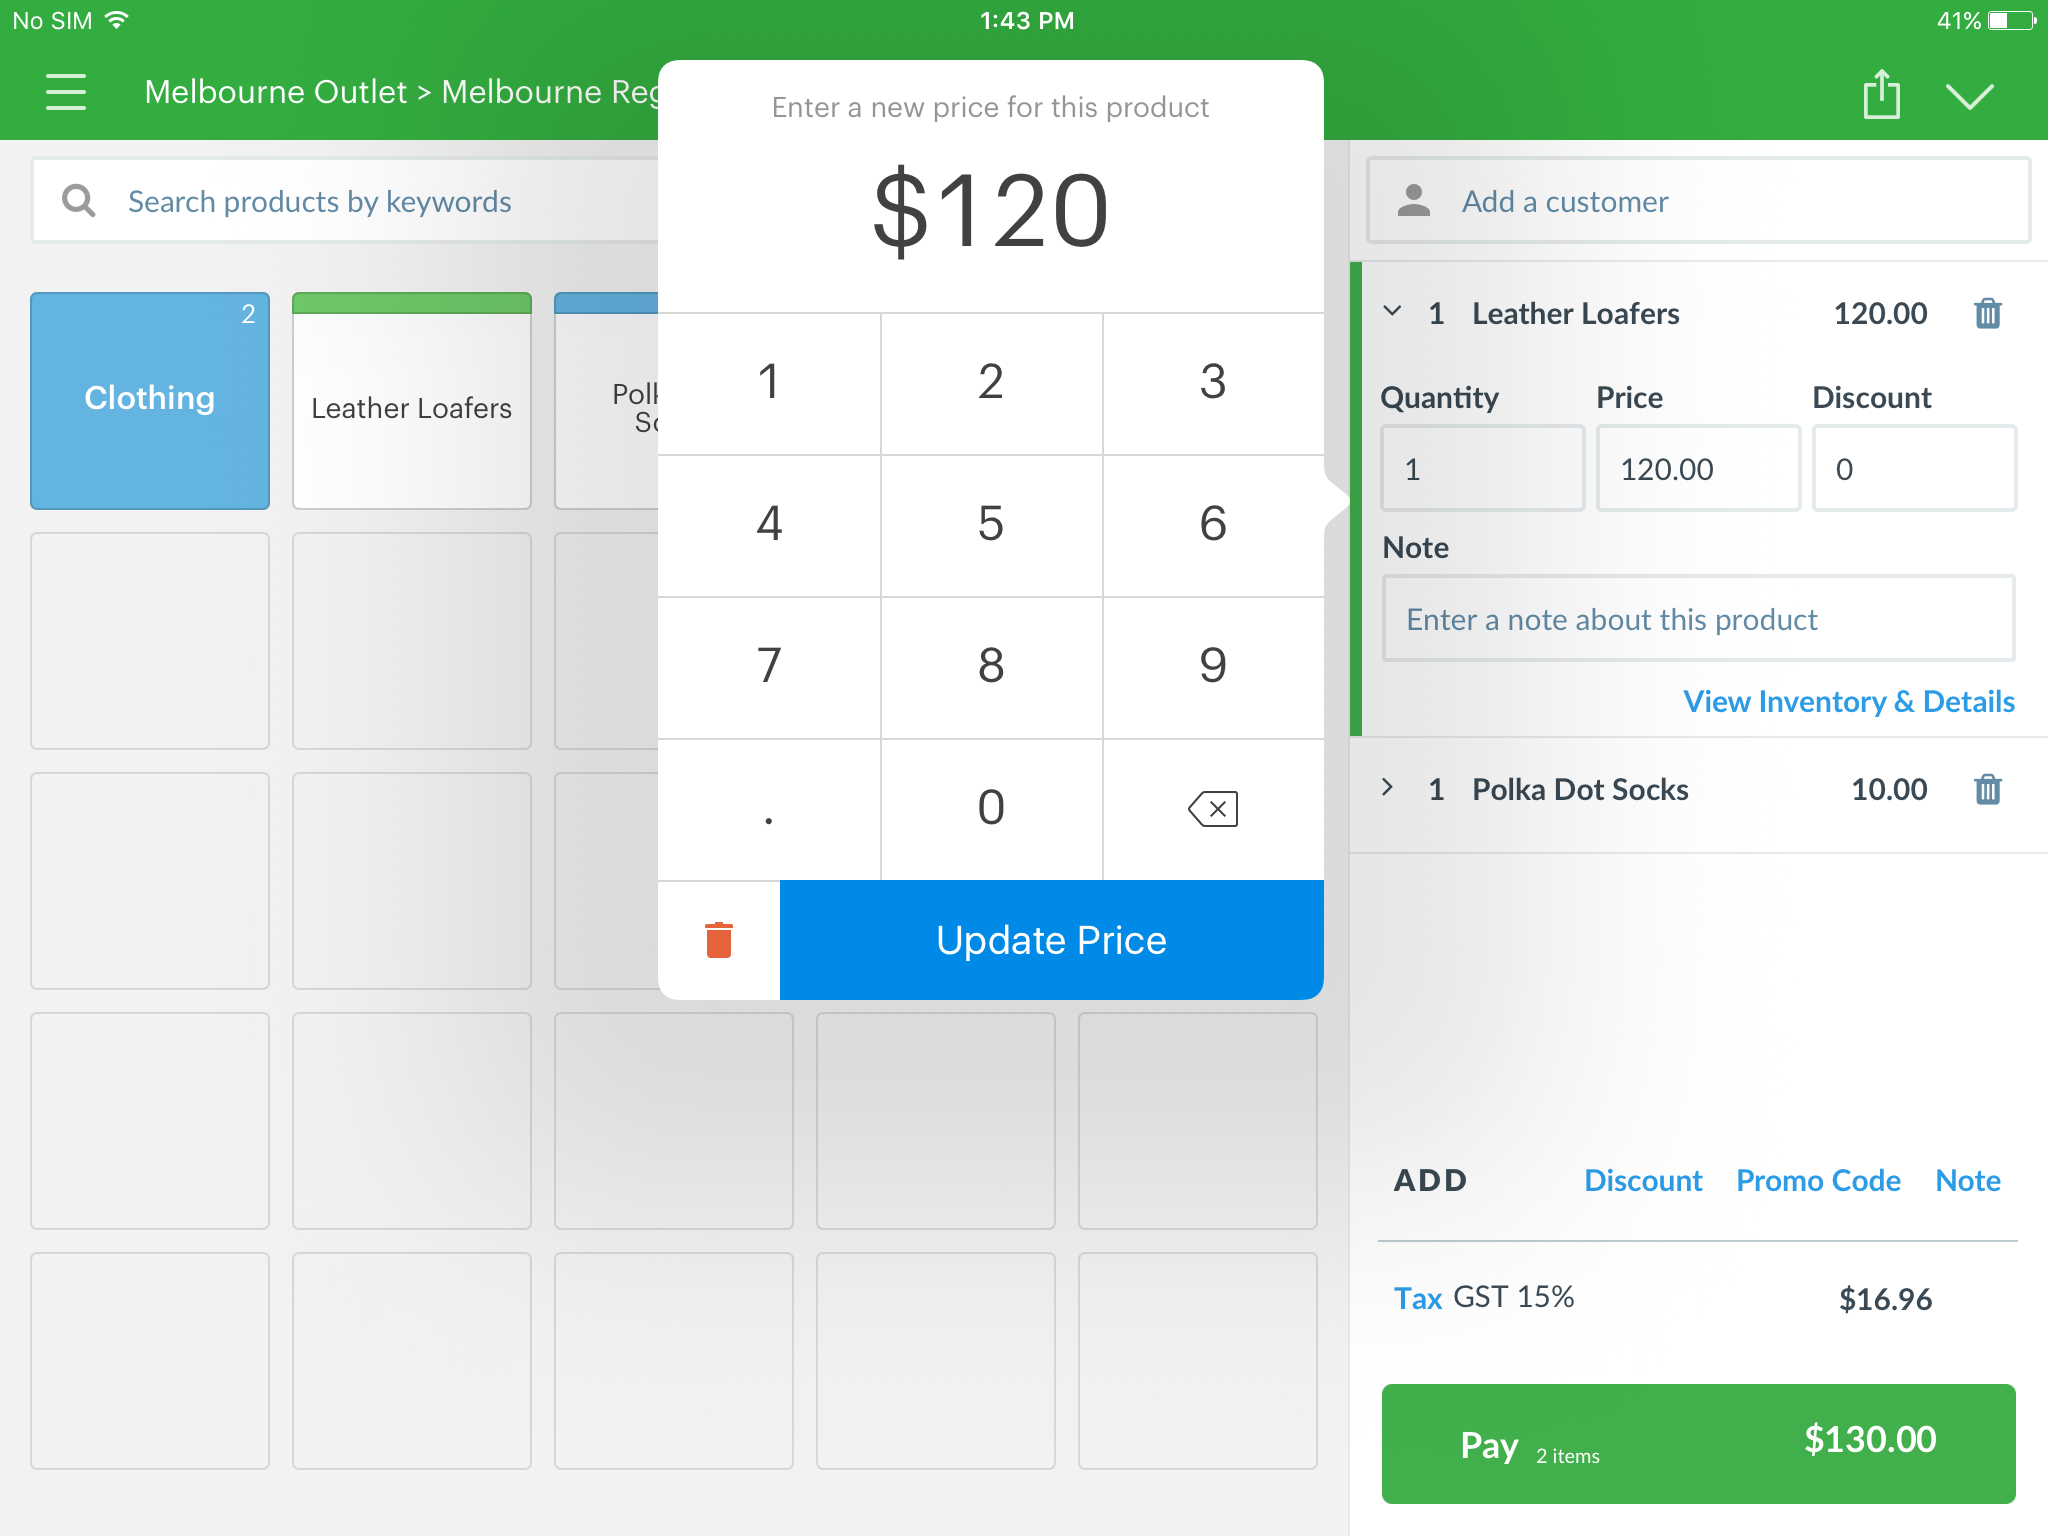 No SIM
1:43 PM
41%
Melbourne Outlet > Melbourne Reg
Enter a new price for this product
$120
Search products by keywords
Add a customer
2
Clothing
Leather Loafers
1 2 3
4 5 6
7 8 9
. 0
Update Price
1 Leather Loafers 120.00
Quantity Price Discount
1 120.00 0
Note
Enter a note about this product
View Inventory & Details
1 Polka Dot Socks 10.00
ADD Discount Promo Code Note
Tax GST 15% $16.96
Pay 2 items $130.00